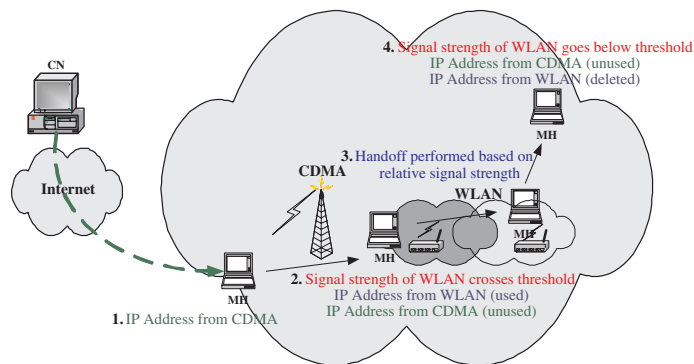 CN
4. Signal strength of WLAN goes below threshold
IP Address from CDMA (unused)
IP Address from WLAN (deleted)
MH
3. Handoff performed based on
relative signal strength
CDMA
Internet
WLAN
MH
MH
MH
2. Signal strength of WLAN crosses threshold
IP Address from WLAN (used)
IP Address from CDMA (unused)
1. IP Address from CDMA